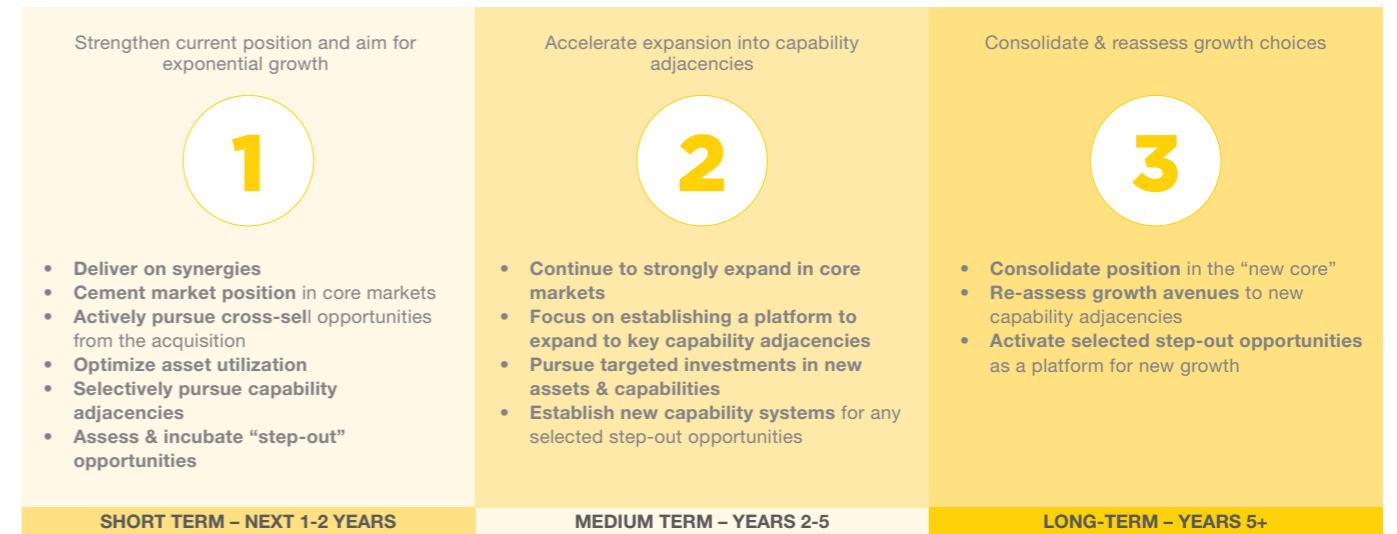 Strengthen current position and aim for
exponential growth
1
• Deliver on synergies
• Cement market position in core markets
• Actively pursue cross-sell opportunities
from the acquisition
• Optimize asset utilization
• Selectively pursue capability
adjacencies
• Assess & incubate “step-out”
opportunities
SHORT TERM – NEXT 1-2 YEARS
Accelerate expansion into capability
adjacencies
2
• Continue to strongly expand in core
markets
• Focus on establishing a platform to
expand to key capability adjacencies
• Pursue targeted investments in new
assets & capabilities
• Establish new capability systems for any
selected step-out opportunities
MEDIUM TERM – YEARS 2-5
Consolidate & reassess growth choices
3
• Consolidate position in the “new core”
• Re-assess growth avenues to new
capability adjacencies
• Activate selected step-out opportunities
as a platform for new growth
LONG-TERM – YEARS 5+